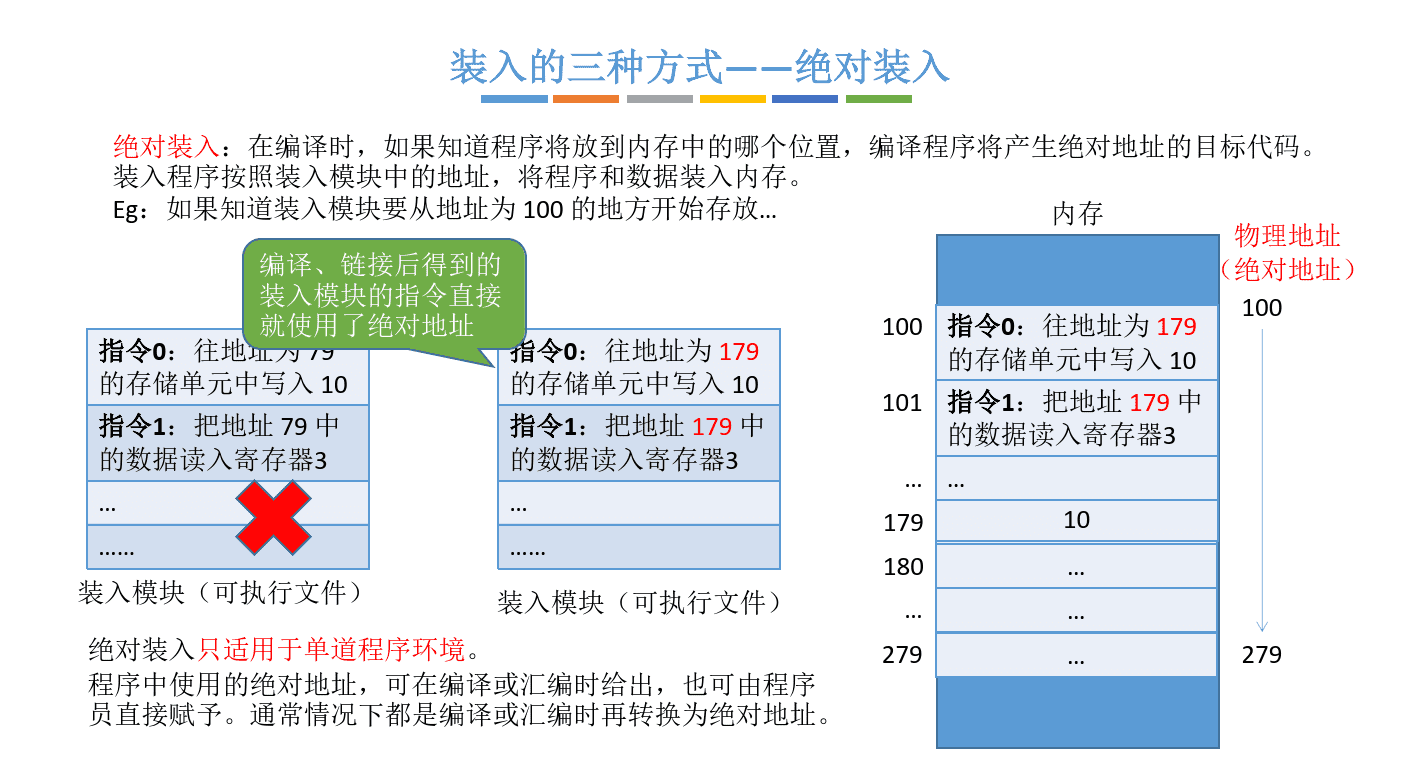 装入的三种方式——绝对装入
绝对装入：在编译时，如果知道程序将放到内存中的哪个位置，编译程序将产生绝对地址的目标代码。
装入程序按照装入模块中的地址，将程序和数据装入内存。
Eg：如果知道装入模块要从地址为 100 的地方开始存放…
编译、链接后得到的
装入模块的指令直接
就使用了绝对地址
指令0：往地址为 79
的存储单元中写入 10
指令1：把地址 79 中
的数据读入寄存器3
…
……
装入模块（可执行文件）
指令0：往地址为 179
的存储单元中写入 10
指令1：把地址 179 中
的数据读入寄存器3
…
……
装入模块（可执行文件）
内存
物理地址
（绝对地址）
100
279
100
指令0：往地址为 179
的存储单元中写入 10
101
指令1：把地址 179 中
的数据读入寄存器3
…
…
179
10
180
…
…
…
279
…
绝对装入只适用于单道程序环境。
程序中使用的绝对地址，可在编译或汇编时给出，也可由程序
员直接赋予。通常情况下都是编译或汇编时再转换为绝对地址。